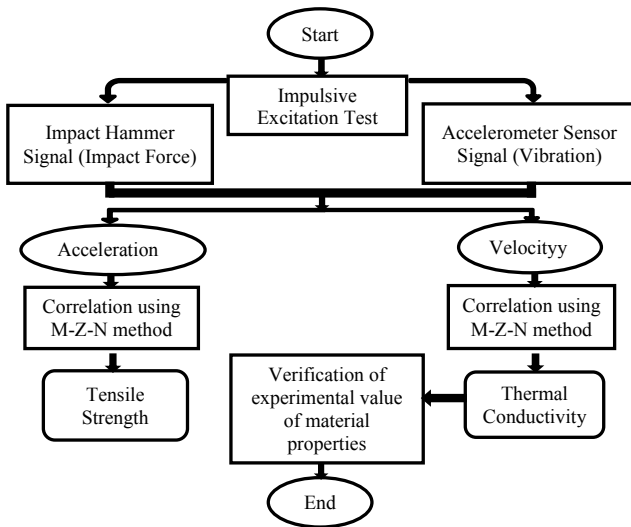 Start
Impulsive
Excitation Test
Impact Hammer
Signal (Impact Force)
Accelerometer Sensor
Signal (Vibration)
Acceleration
Velocityy
Correlation using
M-Z-N method
Correlation using
M-Z-N method
Tensile
Strength
Verification of
experimental value
of material
properties
Thermal
Conductivity
End